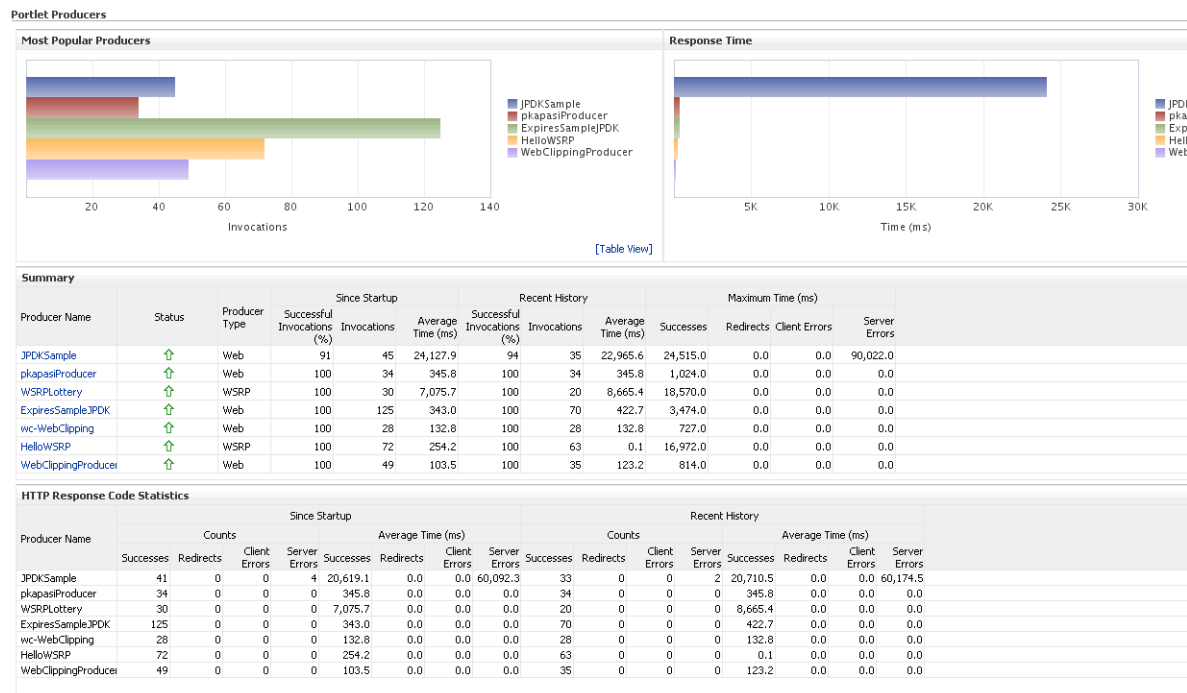 Portlet Producers
Most Popular Producers
JPDKSample
pkapasiProducer
ExpiresSampleJPDK
HelloWSRP
WebClippingProducer
20 40 60 80 100 120 140
Invocations
[Table View]
Response Time
JPD
pka
Exp
Hel
Web
5K 10K 15K 20K 25K 30K
Time (ms)
Summary
Since Startup Recent History Maximum Time (ms)
Producer Name Status Producer Type Successful Invocations (%) Invocations Average Time (ms) Successful Invocations (%) Invocations Average Time (ms) Successes Redirects Client Errors Server Errors
JPDKSample Web 91 45 24,127.9 94 35 22,965.6 24,515.0 0.0 0.0 90,022.0
pkapasiProducer Web 100 34 345.8 100 34 345.8 1,024.0 0.0 0.0 0.0
WSRPLottery WSRP 100 30 7,075.7 100 20 8,665.4 18,570.0 0.0 0.0 0.0
ExpiresSampleJPDK Web 100 125 343.0 100 70 422.7 3,474.0 0.0 0.0 0.0
wc-WebClipping Web 100 28 132.8 100 28 132.8 727.0 0.0 0.0 0.0
HelloWSRP WSRP 100 72 254.2 100 63 0.1 16,972.0 0.0 0.0 0.0
WebClippingProducer Web 100 49 103.5 100 35 123.2 814.0 0.0 0.0 0.0
HTTP Response Code Statistics
Since Startup Recent History
Counts Average Time (ms) Counts Average Time (ms)
Producer Name Successes Redirects Client Errors Server Errors Successes Redirects Client Errors Server Errors Successes Redirects Client Errors Server Errors Successes Redirects Client Errors Server Errors
JPDKSample 41 0 0 4 20,619.1 0.0 0.0 60,092.3 33 0 0 2 20,710.5 0.0 0.0 60,174.5
pkapasiProducer 34 0 0 0 345.8 0.0 0.0 0.0 34 0 0 0 345.8 0.0 0.0 0.0
WSRPLottery 30 0 0 0 7,075.7 0.0 0.0 0.0 20 0 0 0 8,665.4 0.0 0.0 0.0
ExpiresSampleJPDK 125 0 0 0 343.0 0.0 0.0 0.0 70 0 0 0 422.7 0.0 0.0 0.0
wc-WebClipping 28 0 0 0 132.8 0.0 0.0 0.0 28 0 0 0 132.8 0.0 0.0 0.0
HelloWSRP 72 0 0 0 254.2 0.0 0.0 0.0 63 0 0 0 0.1 0.0 0.0 0.0
WebClippingProducer 49 0 0 0 103.5 0.0 0.0 0.0 35 0 0 0 123.2 0.0 0.0 0.0